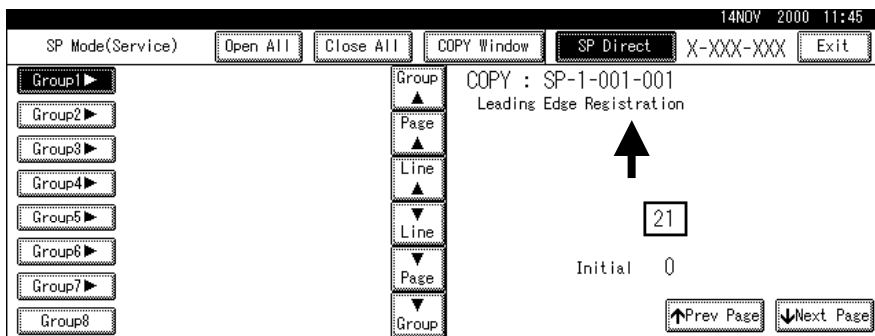 14NOV 2000 11:45
SP Mode(Service) Open All Close All COPY Window SP Direct X-XXX-XXX Exit
Group1▶
Group2▶
Group3▶
Group4▶
Group5▶
Group6▶
Group7▶
Group8
Group
▲
Page
▲
Line
▲
▼
Line
▼
Page
▼
Group
COPY : SP-1-001-001
Leading Edge Registration
21
Initial 0
↑Prev Page ↓Next Page